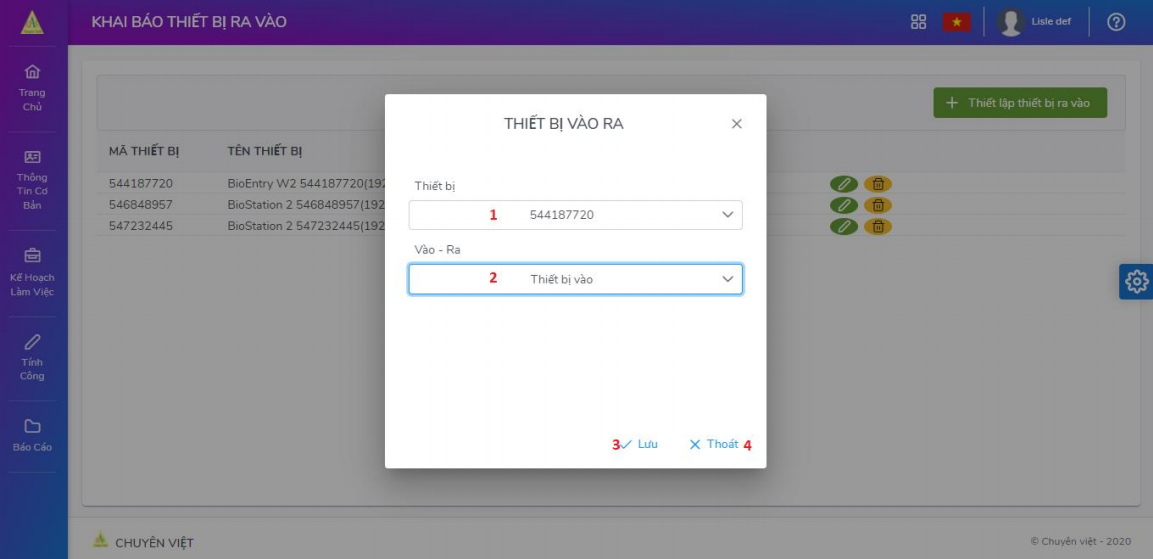 KHAI BÁO THIẾT BỊ RA VÀO
Lisle def
Trang
Chủ
Thông
Tin Cơ
Bản
Kế Hoạch
Làm Việc
Tính
Công
Báo Cáo
+ Thiết lập thiết bị ra vào
MÃ THIẾT BỊ TÊN THIẾT BỊ
544187720 BioEntry W2 544187720(192
546848957 BioStation 2 546848957(192
547232445 BioStation 2 547232445(192
THIẾT BỊ VÀO RA
Thiết bị
1 544187720
Vào - Ra
2 Thiết bị vào
3 Lưu Thoát 4
CHUYÊN VIỆT
© Chuyên việt - 2020